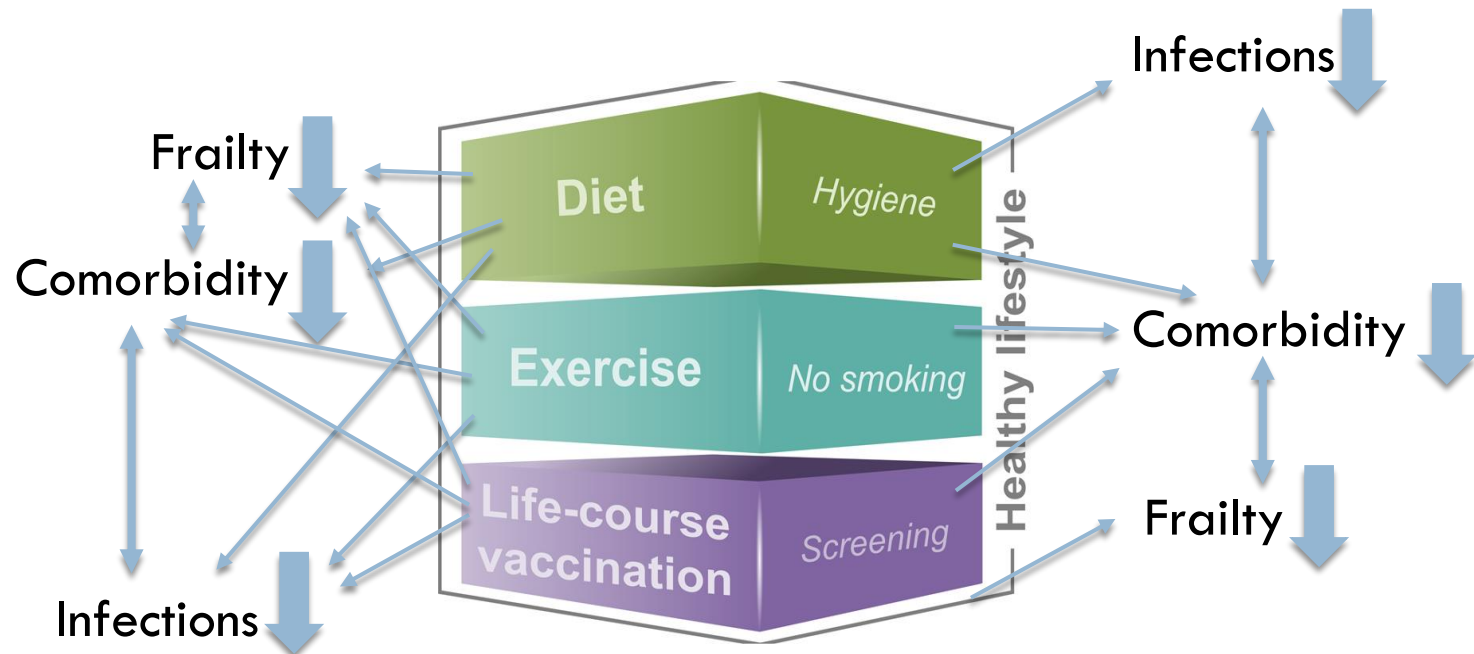 Infections
Frailty
Diet
Hygiene
Comorbidity
Healthy lifestyle
Comorbidity
Exercise
No smoking
Life-course
vaccination
Screening
Frailty
Infections